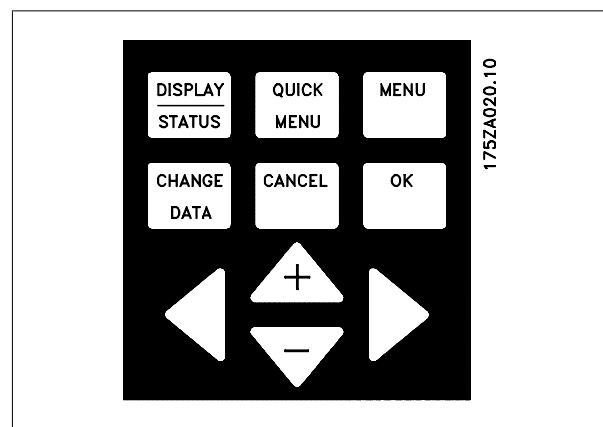 DISPLAY
STATUS
QUICK
MENU
MENU
CHANGE
DATA
CANCEL
OK
+
−
175ZA020.10